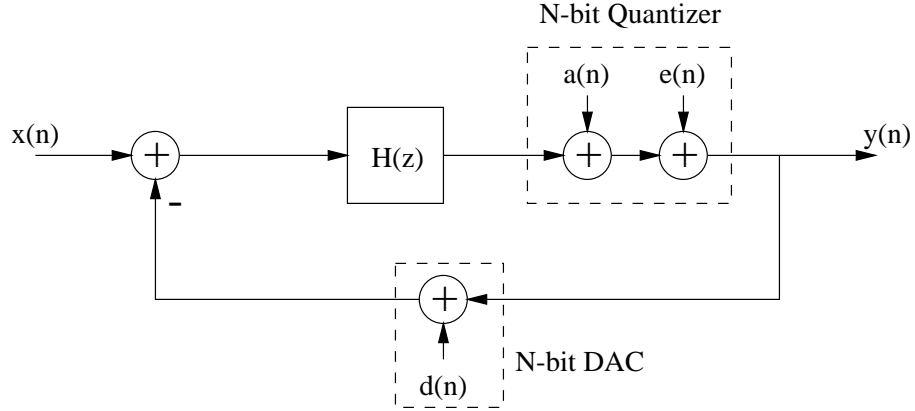 N-bit Quantizer
a(n) e(n)
x(n) y(n)
+ H(z) + +
-
+
N-bit DAC
d(n)